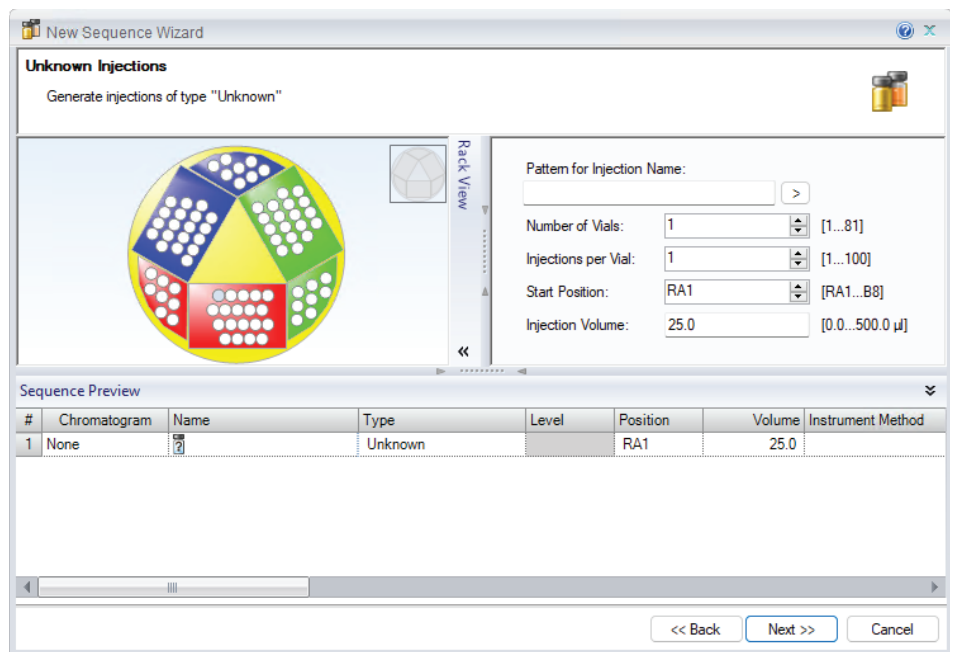 New Sequence Wizard
Unknown Injections
Generate injections of type "Unknown"
Rack View
«
Pattern for Injection Name:
>
Number of Vials: 1 [1...81]
Injections per Vial: 1 [1...100]
Start Position: RA1 [RA1...B8]
Injection Volume: 25.0 [0.0...500.0 µl]
Sequence Preview
# Chromatogram Name Type Level Position Volume Instrument Method
1 None ? Unknown RA1 25.0
<< Back Next >> Cancel